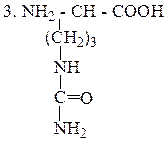 3. NH2 - CH - COOH
(CH2)3
NH
C=O
NH2